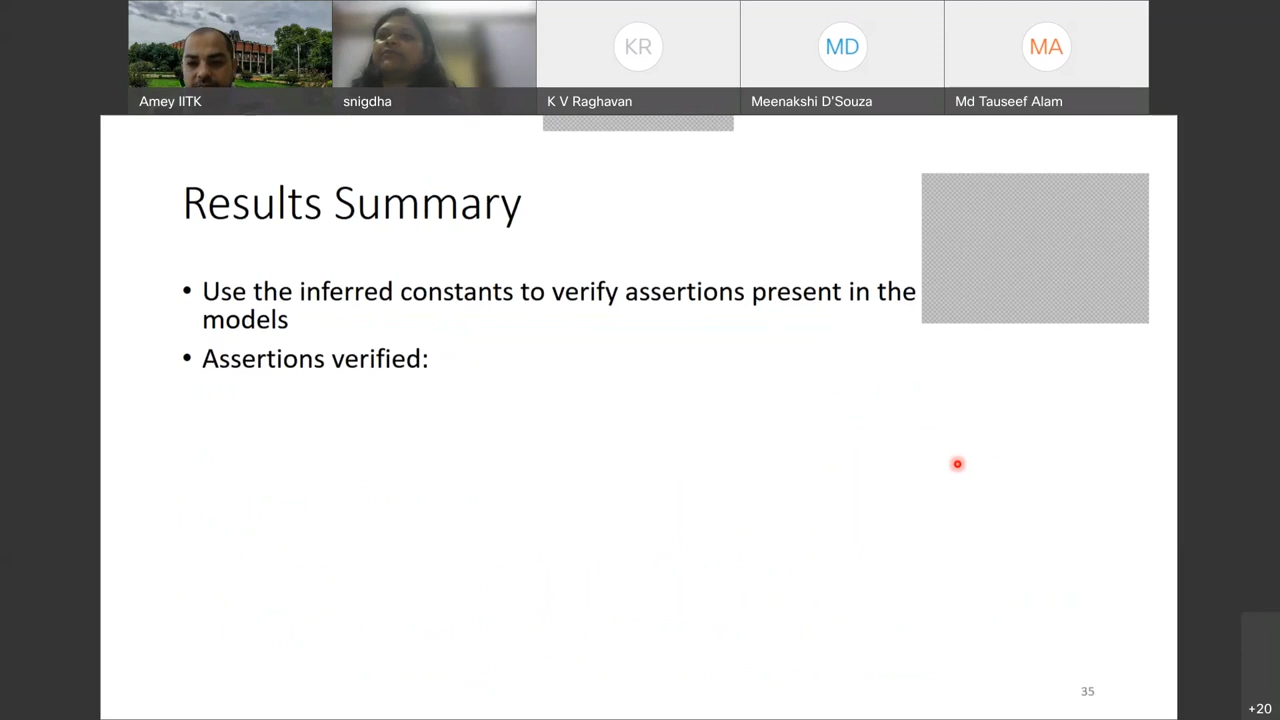 KR
MD
MA
Amey IITK
snigdha
K V Raghavan
Meenakshi D'Souza
Md Tauseef Alam
Results Summary
• Use the inferred constants to verify assertions present in the
models
• Assertions verified:
35
+20